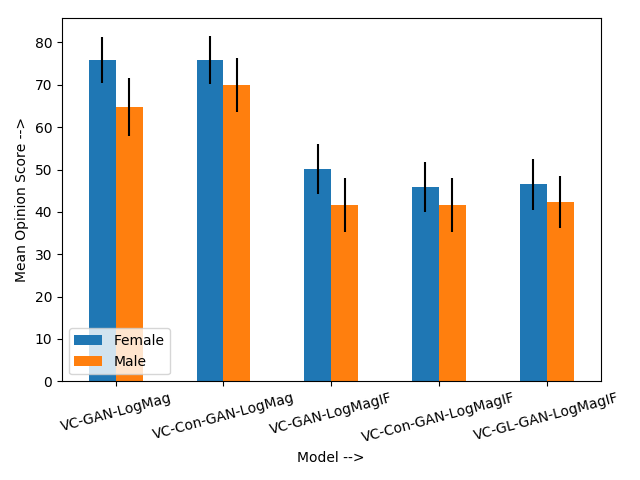 Mean Opinion Score -->
80
70
60
50
40
30
20
10
0
Female
Male
VC-GAN-LogMag
VC-Con-GAN-LogMag
VC-GAN-LogMagIF
VC-Con-GAN-LogMagIF
VC-GL-GAN-LogMagIF
Model -->